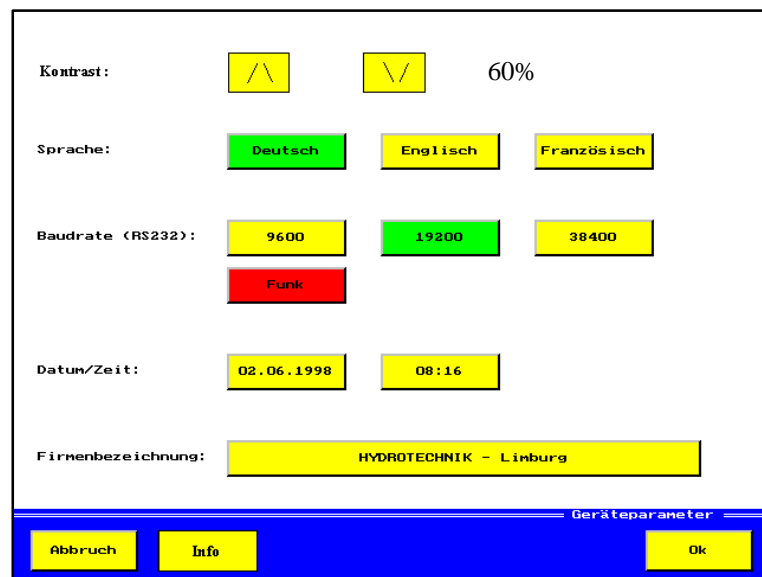 Kontrast: /\ \/ 60%
Sprache: Deutsch Englisch Französisch
Baudrate (RS232): 9600 19200 38400
Funk
Datum/Zeit: 02.06.1998 08:16
Firmenbezeichnung: HYDROTECHNIK - Limburg
Geräteparameter
Abbruch Info Ok